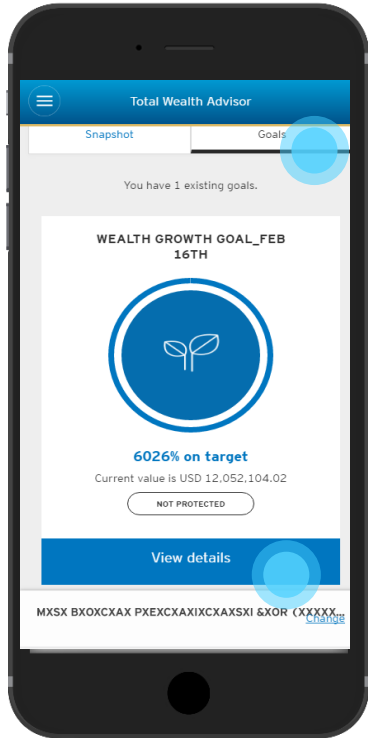 Total Wealth Advisor
Snapshot
Goals
You have 1 existing goals.
WEALTH GROWTH GOAL_FEB
16TH
6026% on target
Current value is USD 12,052,104.02
NOT PROTECTED
View details
MXSX BXOXCXAX PXEXCXAXIXCXAXSXI &XOR (XXXXX...
Change